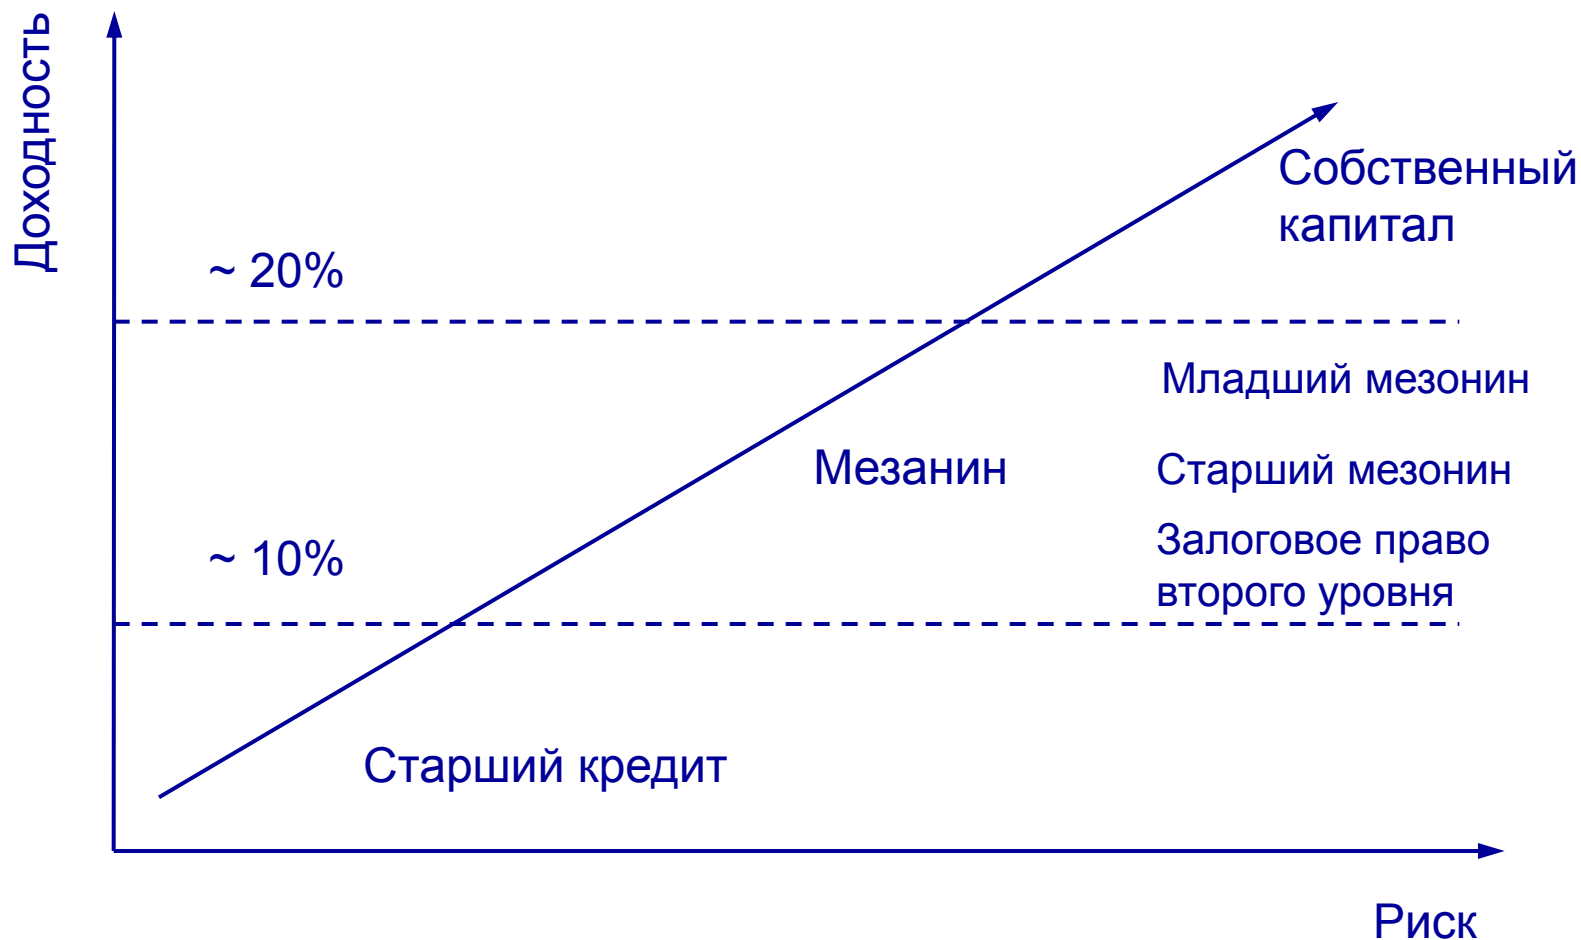 Доходность
Собственный
капитал
~ 20%
Младший мезонин
Мезанин
Старший мезонин
~ 10%
Залоговое право
второго уровня
Старший кредит
Риск